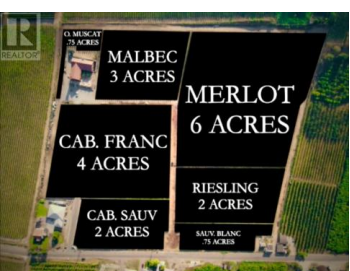 R
REALTOR®
O. MUSCAT
.75 ACRES
MALBEC
3 ACRES
MERLOT
6 ACRES
CAB. FRANC
4 ACRES
RIESLING
2 ACRES
CAB. SAUV
2 ACRES
SAUV. BLANC
.75 ACRES